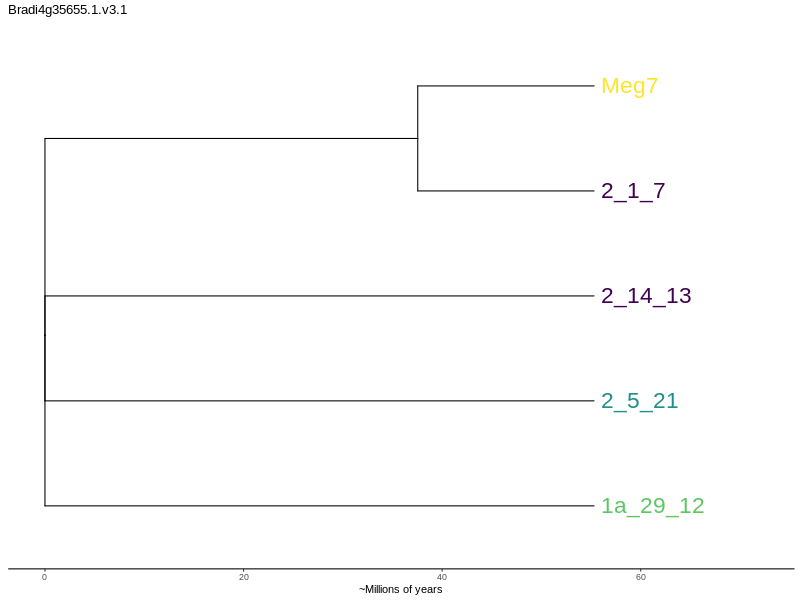 Bradi4g35655.1.v3.1
Meg7
2_1_7
2_14_13
2_5_21
1a_29_12
0 20 40 60
~Millions of years